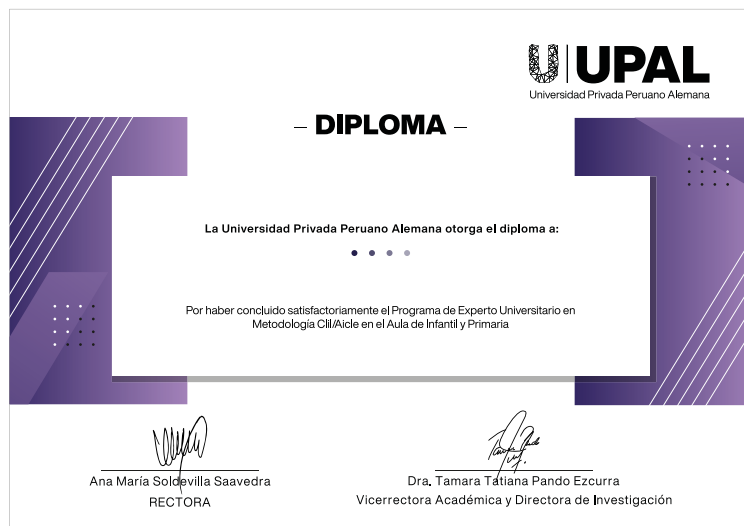 UPAL
Universidad Privada Peruano Alemana
– DIPLOMA –
La Universidad Privada Peruano Alemana otorga el diploma a:
Por haber concluido satisfactoriamente el Programa de Experto Universitario en
Metodología Clil/Aicle en el Aula de Infantil y Primaria
Ana María Soldevilla Saavedra
RECTORA
Dra. Tamara Tatiana Pando Ezcurra
Vicerrectora Académica y Directora de Investigación